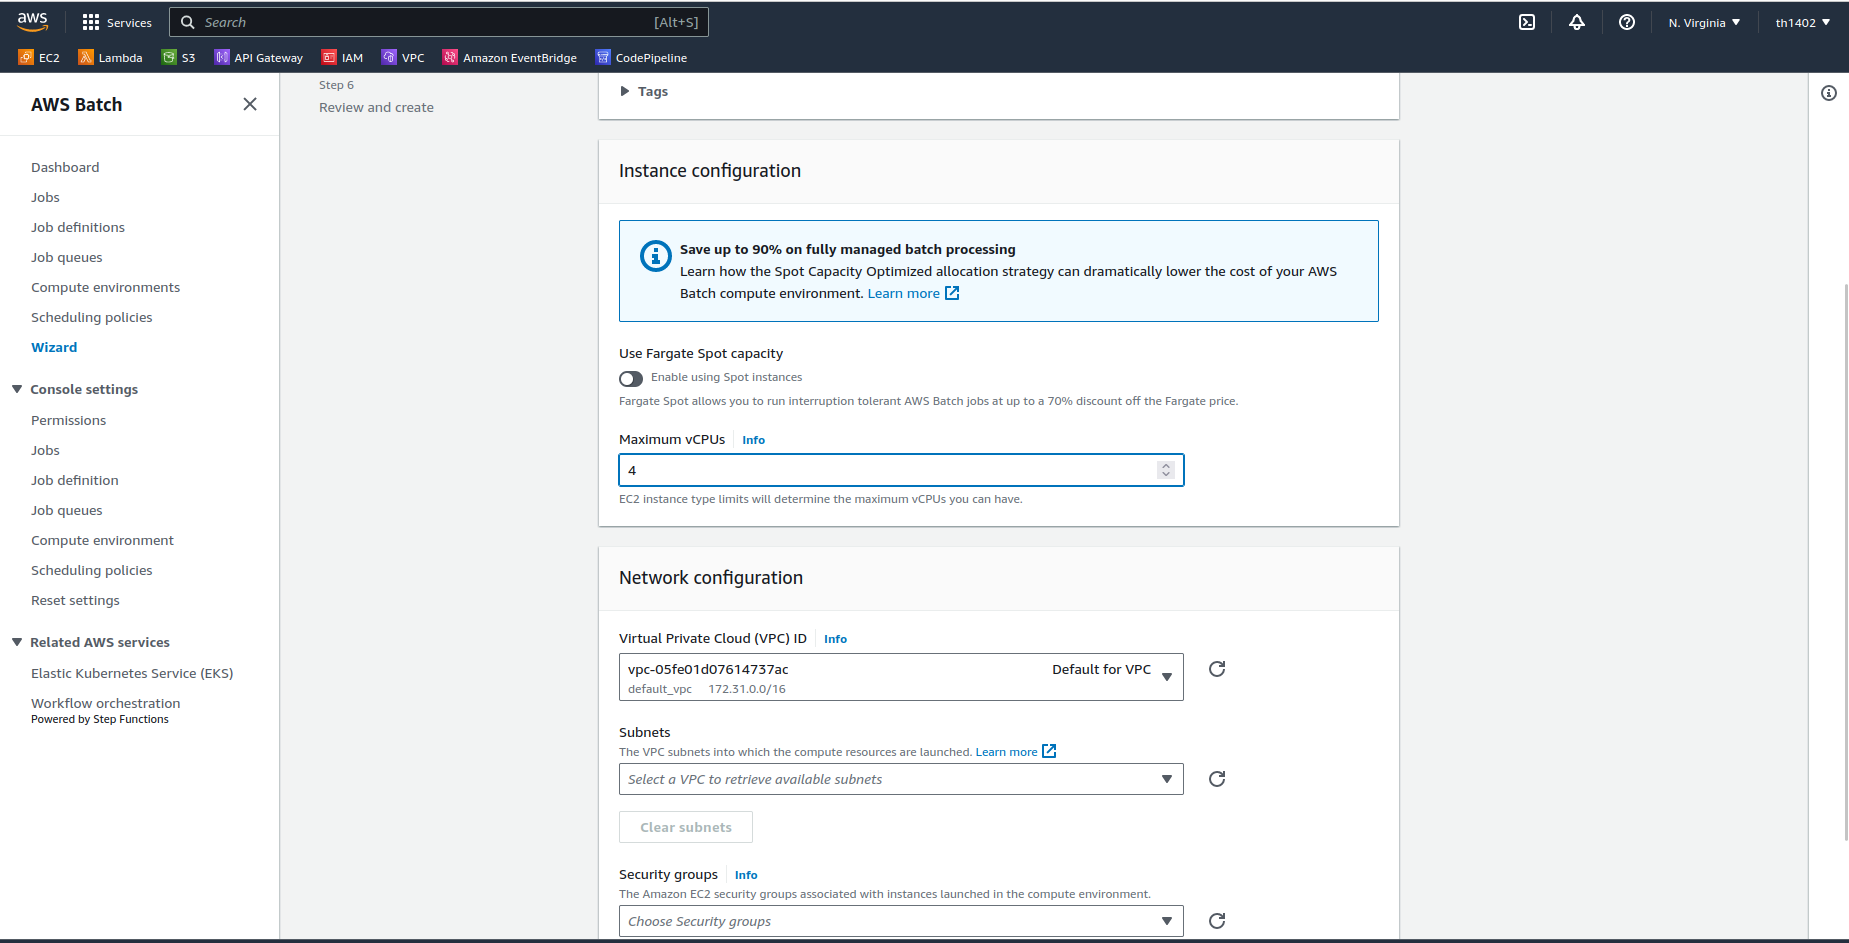 aws
Services
Search
[Alt+S]
N. Virginia
th1402
EC2
Lambda
S3
API Gateway
IAM
VPC
Amazon EventBridge
CodePipeline
AWS Batch
Dashboard
Jobs
Job definitions
Job queues
Compute environments
Scheduling policies
Wizard
Console settings
Permissions
Jobs
Job definition
Job queues
Compute environment
Scheduling policies
Reset settings
Related AWS services
Elastic Kubernetes Service (EKS)
Workflow orchestration
Powered by Step Functions
Step 6
Review and create
Tags
Instance configuration
Save up to 90% on fully managed batch processing
Learn how the Spot Capacity Optimized allocation strategy can dramatically lower the cost of your AWS
Batch compute environment. Learn more
Use Fargate Spot capacity
Enable using Spot instances
Fargate Spot allows you to run interruption tolerant AWS Batch jobs at up to a 70% discount off the Fargate price.
Maximum vCPUs Info
4
EC2 instance type limits will determine the maximum vCPUs you can have.
Network configuration
Virtual Private Cloud (VPC) ID Info
vpc-05fe01d07614737ac Default for VPC
default_vpc 172.31.0.0/16
Subnets
The VPC subnets into which the compute resources are launched. Learn more
Select a VPC to retrieve available subnets
Clear subnets
Security groups Info
The Amazon EC2 security groups associated with instances launched in the compute environment.
Choose Security groups